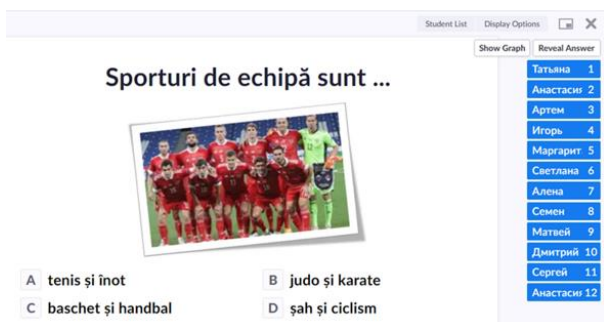 Student List Display Options
Show Graph Reveal Answer
Sporturi de echipă sunt ...
A tenis și înot
B judo și karate
C baschet și handbal
D șah și ciclism
Татьяна 1
Анастасия 2
Артем 3
Игорь 4
Маргарит 5
Светлана 6
Алена 7
Семен 8
Матвей 9
Дмитрий 10
Сергей 11
Анастасия 12